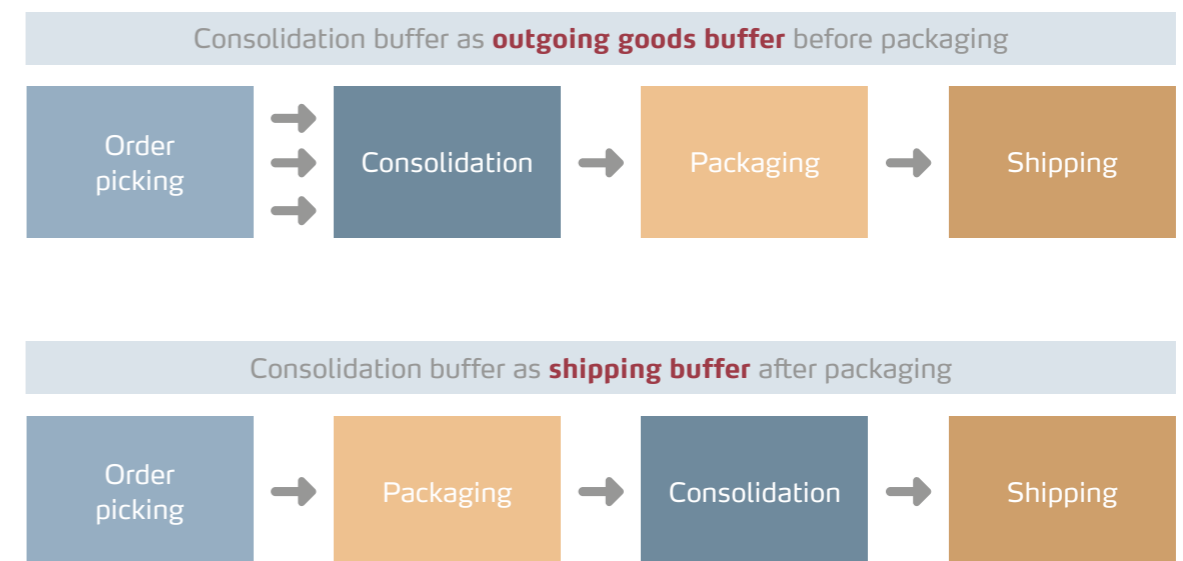 Consolidation buffer as outgoing goods buffer before packaging
Order
picking
Consolidation
Packaging
Shipping
Consolidation buffer as shipping buffer after packaging
Order
picking
Packaging
Consolidation
Shipping